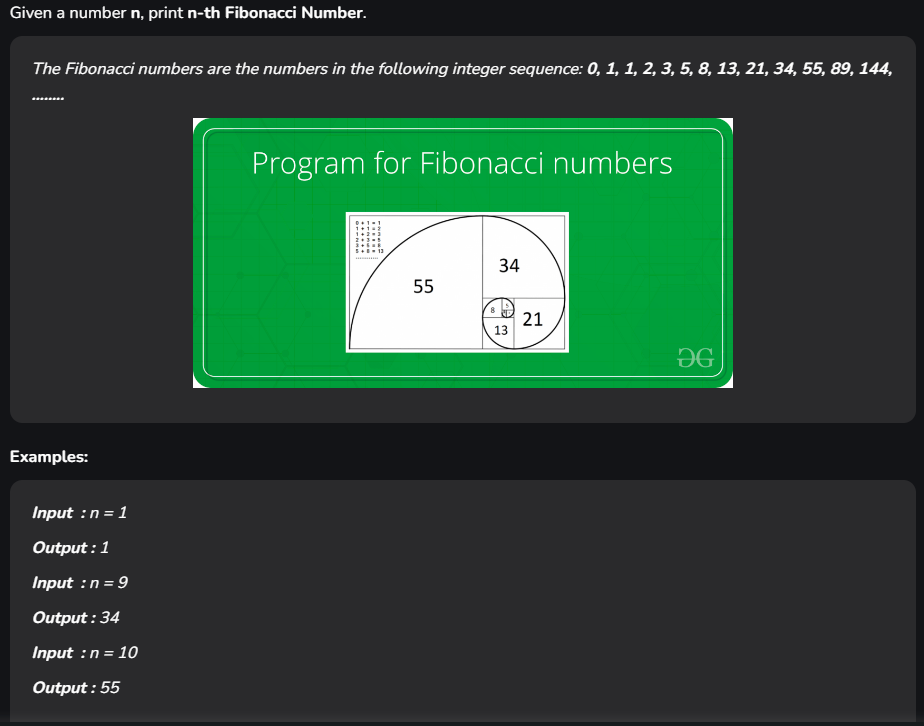 Given a number n, print n-th Fibonacci Number.
The Fibonacci numbers are the numbers in the following integer sequence: 0, 1, 1, 2, 3, 5, 8, 13, 21, 34, 55, 89, 144,
........
Program for Fibonacci numbers
0 + 1 = 1
1 + 1 = 2
1 + 2 = 3
2 + 3 = 5
3 + 5 = 8
5 + 8 = 13
............
55
34
8
5
13
21
Examples:
Input : n = 1
Output : 1
Input : n = 9
Output : 34
Input : n = 10
Output : 55